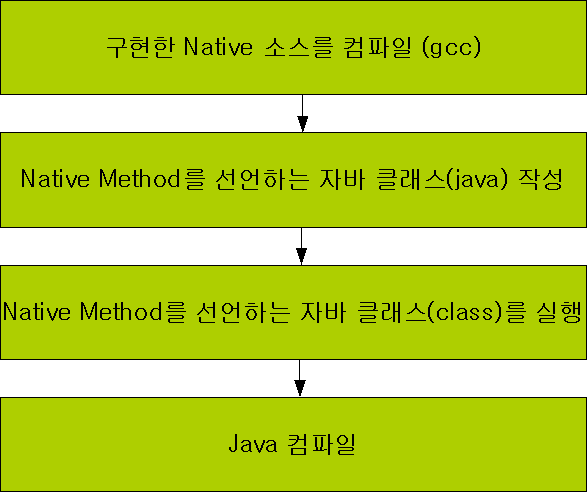 구현한 Native 소스를 컴파일 (gcc)
Native Method를 선언하는 자바 클래스(java) 작성
Native Method를 선언하는 자바 클래스(class)를 실행
Java 컴파일